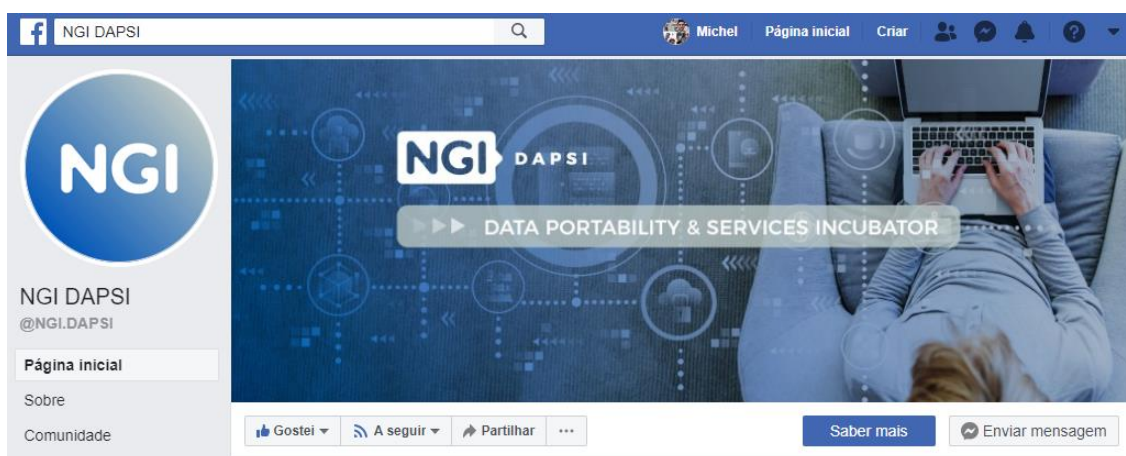 NGI DAPSI
Michel Página inicial Criar
NGI
NGI DAPSI
DATA PORTABILITY & SERVICES INCUBATOR
NGI DAPSI
@NGI.DAPSI
Página inicial
Sobre
Comunidade
Gostei A seguir Partilhar ... Saber mais Enviar mensagem